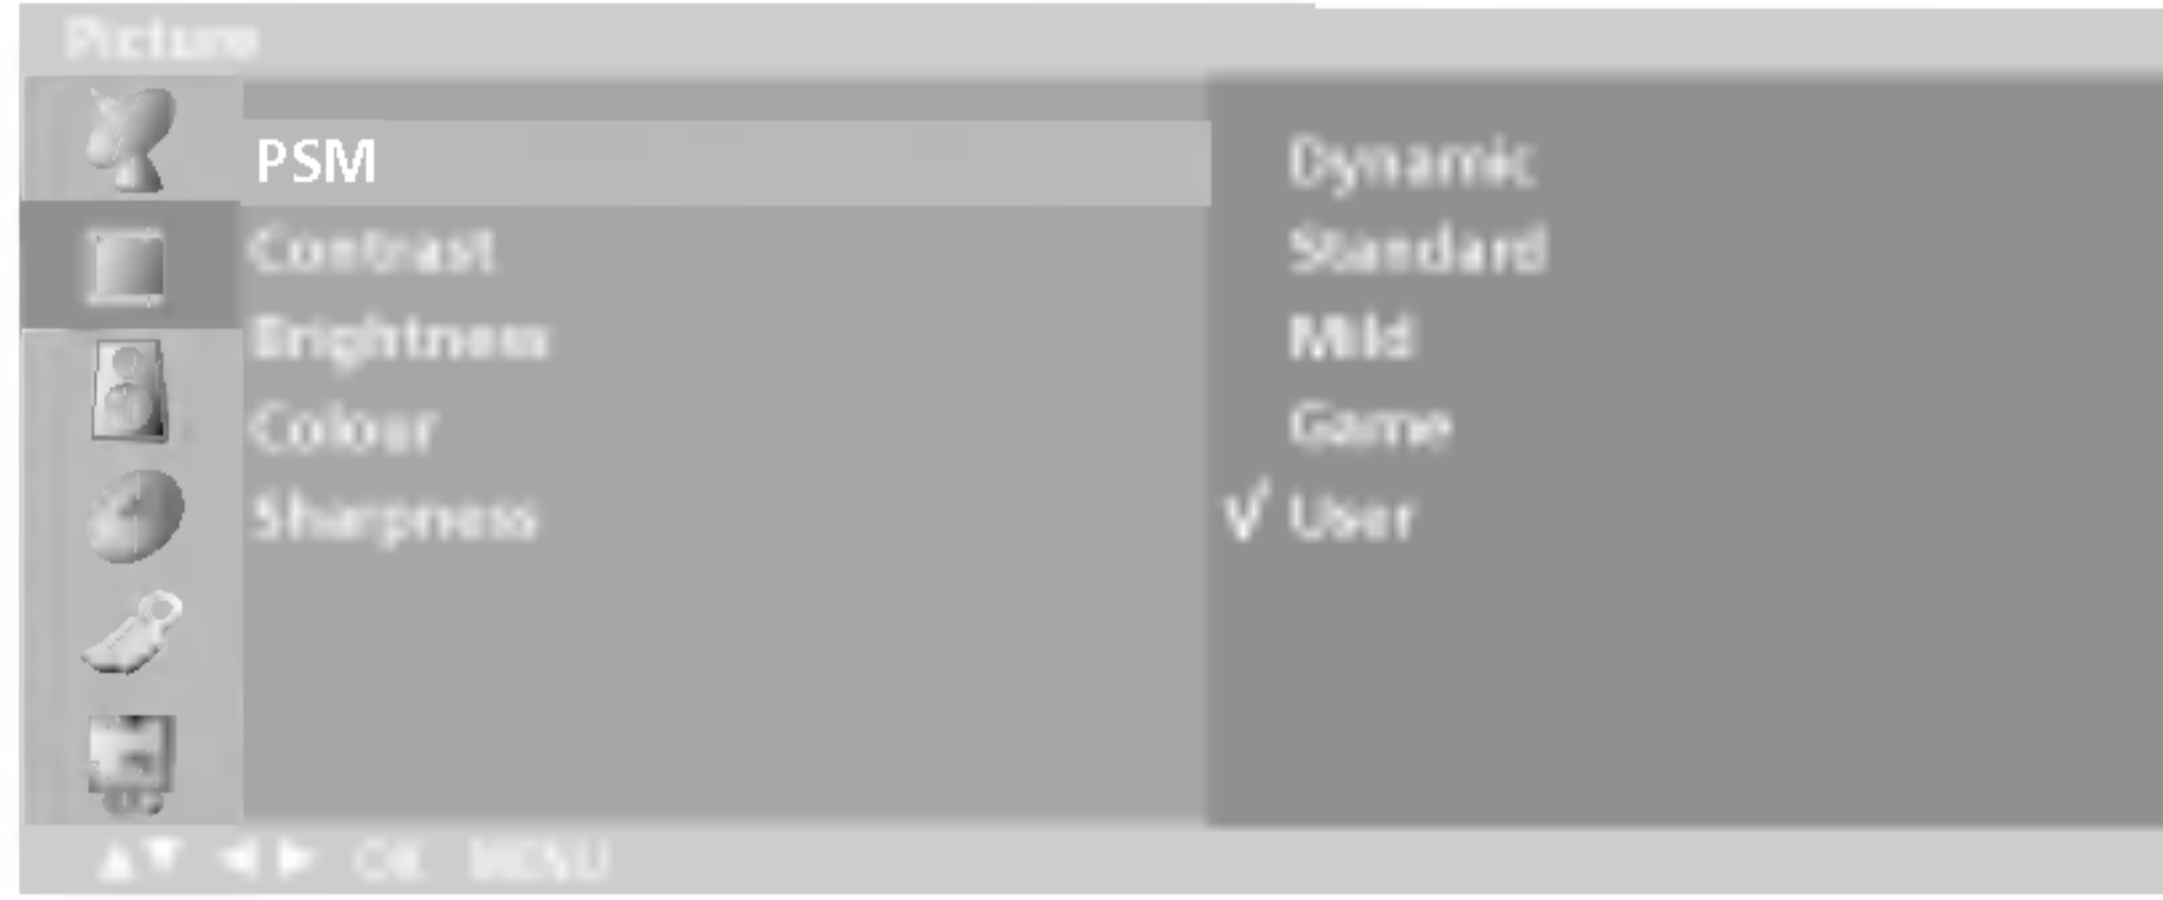 Picture
PSM
Contrast
Brightness
Colour
Sharpness
Dynamic
Standard
Mild
Game
√ User
▲▼ ◀ ▶ OK MENU